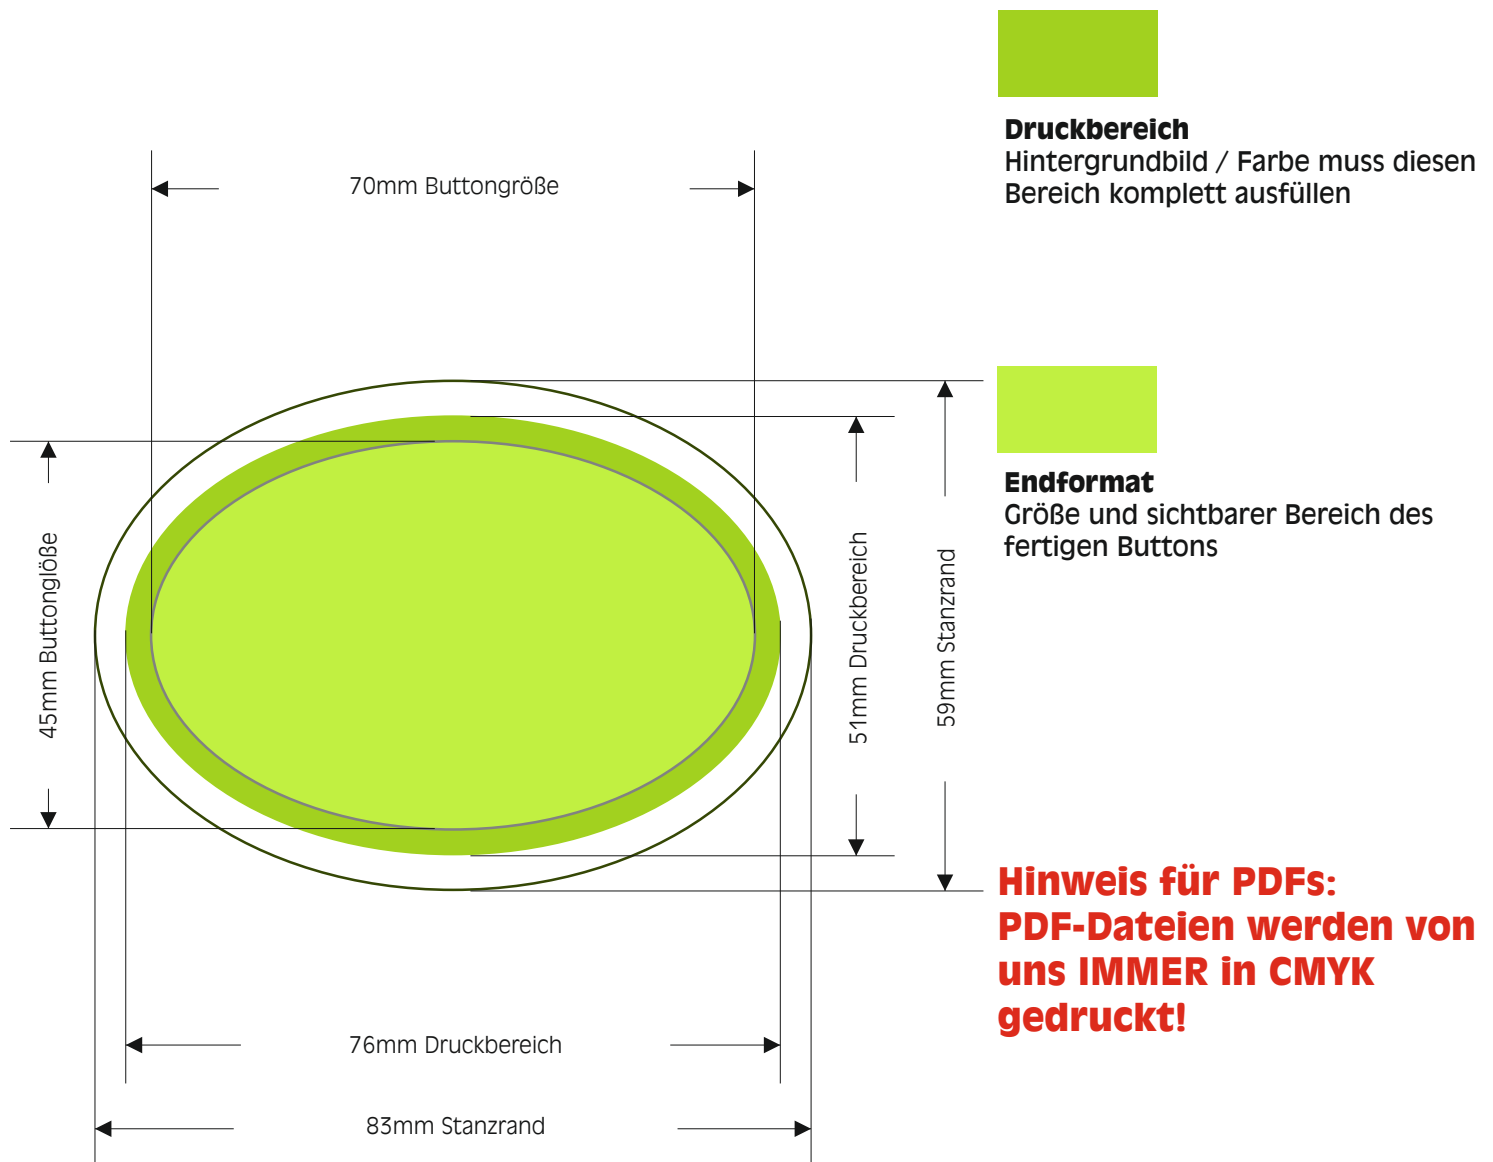 Druckbereich
Hintergrundbild / Farbe muss diesen
Bereich komplett ausfüllen
70mm Buttongröße
Endformat
Größe und sichtbarer Bereich des
fertigen Buttons
45mm Buttonglöße
51mm Druckbereich
59mm Stanzrand
Hinweis für PDFs:
PDF-Dateien werden von
uns IMMER in CMYK
gedruckt!
76mm Druckbereich
83mm Stanzrand